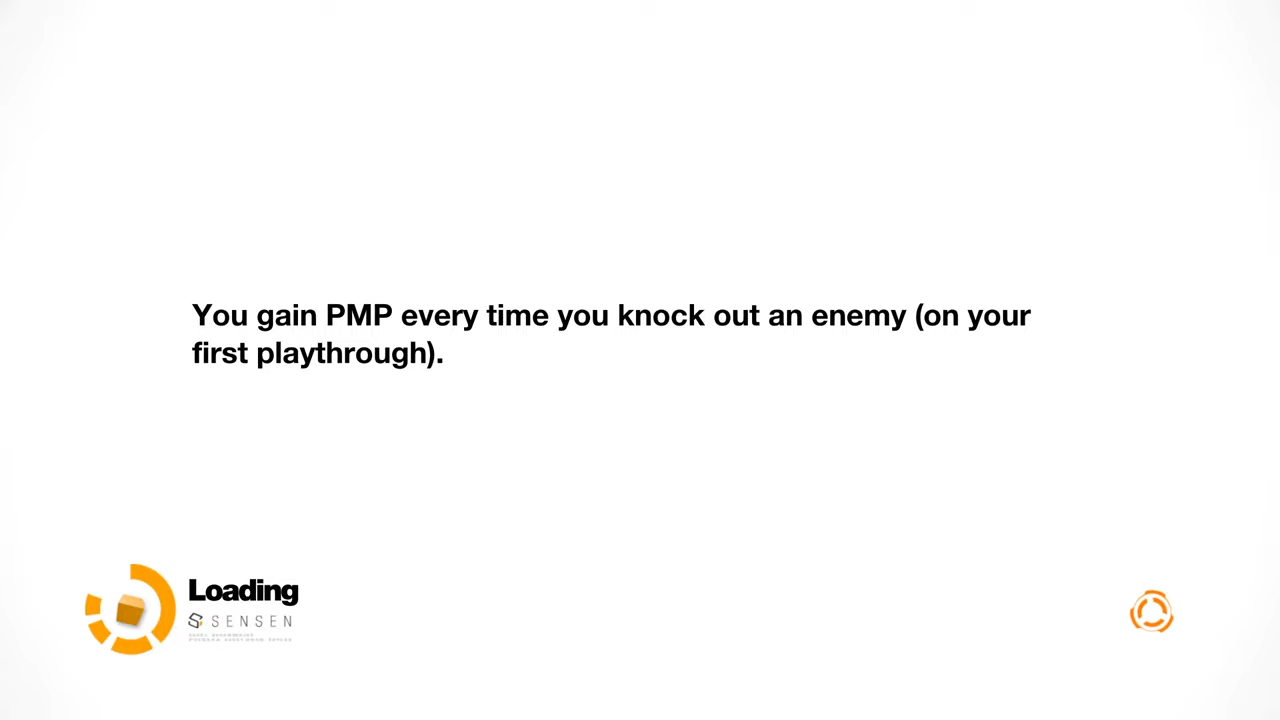 You gain PMP every time you knock out an enemy (on your
first playthrough).
Loading
SENSEN